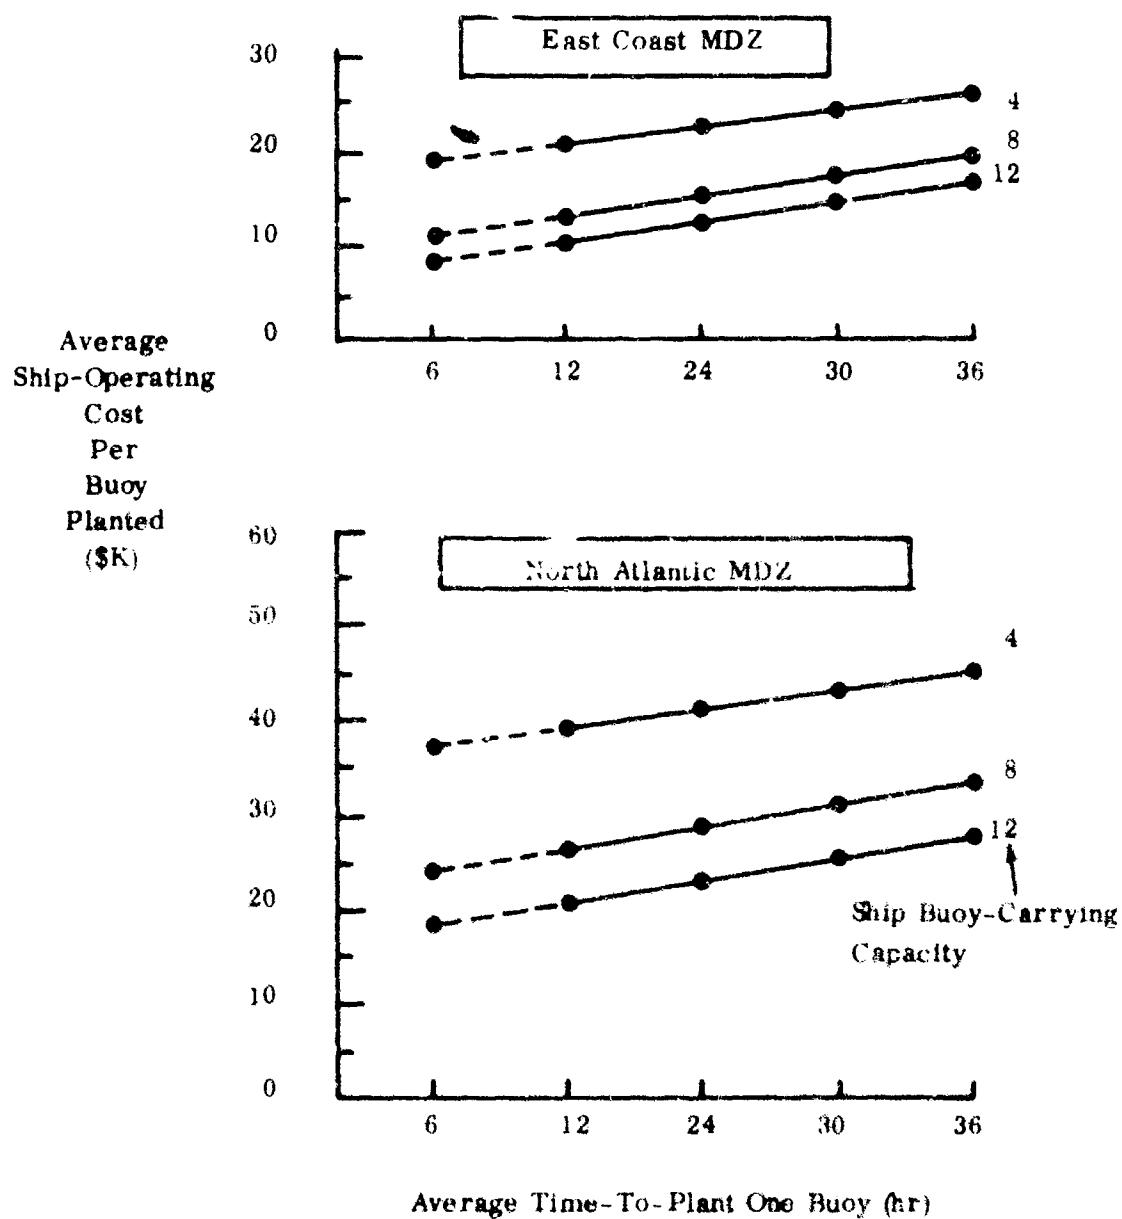 East Coast MDZ
30
20
10
0
4
8
12
6 12 24 30 36
Average
Ship-Operating
Cost
Per
Buoy
Planted
($K)
North Atlantic MDZ
60
50
40
30
20
10
0
4
8
12
Ship Buoy-Carrying
Capacity
6 12 24 30 36
Average Time-To-Plant One Buoy (hr)